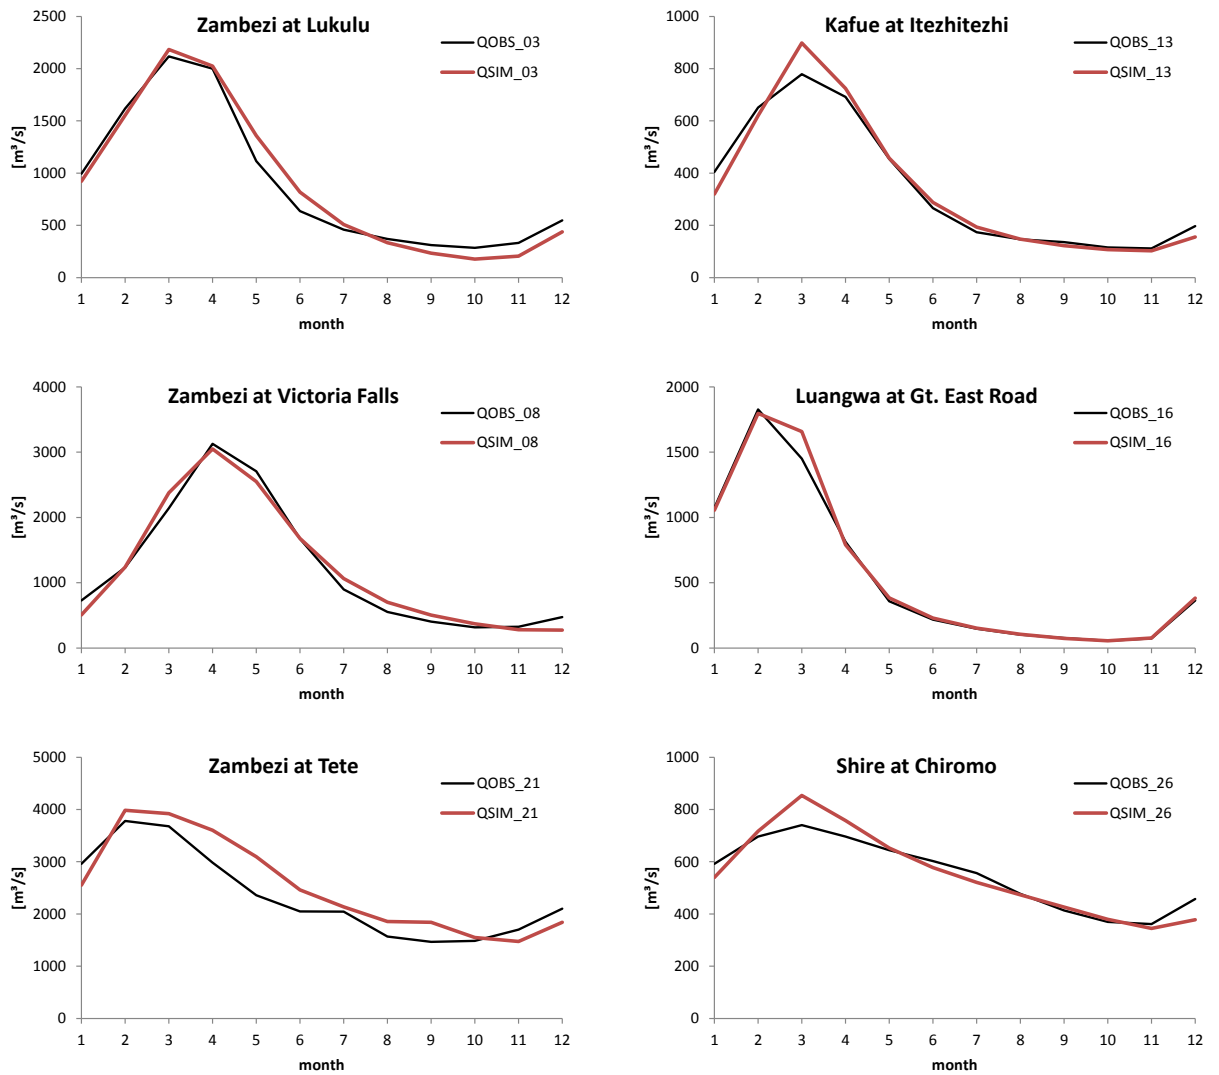 Zambezi at Lukulu
[m³/s]
2500
2000
1500
1000
500
0
QOBS_03
QSIM_03
1 2 3 4 5 6 7 8 9 10 11 12
month
Kafue at Itezhitezhi
[m³/s]
1000
800
600
400
200
0
QOBS_13
QSIM_13
1 2 3 4 5 6 7 8 9 10 11 12
month
Zambezi at Victoria Falls
[m³/s]
4000
3000
2000
1000
0
QOBS_08
QSIM_08
1 2 3 4 5 6 7 8 9 10 11 12
month
Luangwa at Gt. East Road
[m³/s]
2000
1500
1000
500
0
QOBS_16
QSIM_16
1 2 3 4 5 6 7 8 9 10 11 12
month
Zambezi at Tete
[m³/s]
5000
4000
3000
2000
1000
0
QOBS_21
QSIM_21
1 2 3 4 5 6 7 8 9 10 11 12
month
Shire at Chiromo
[m³/s]
1000
800
600
400
200
0
QOBS_26
QSIM_26
1 2 3 4 5 6 7 8 9 10 11 12
month